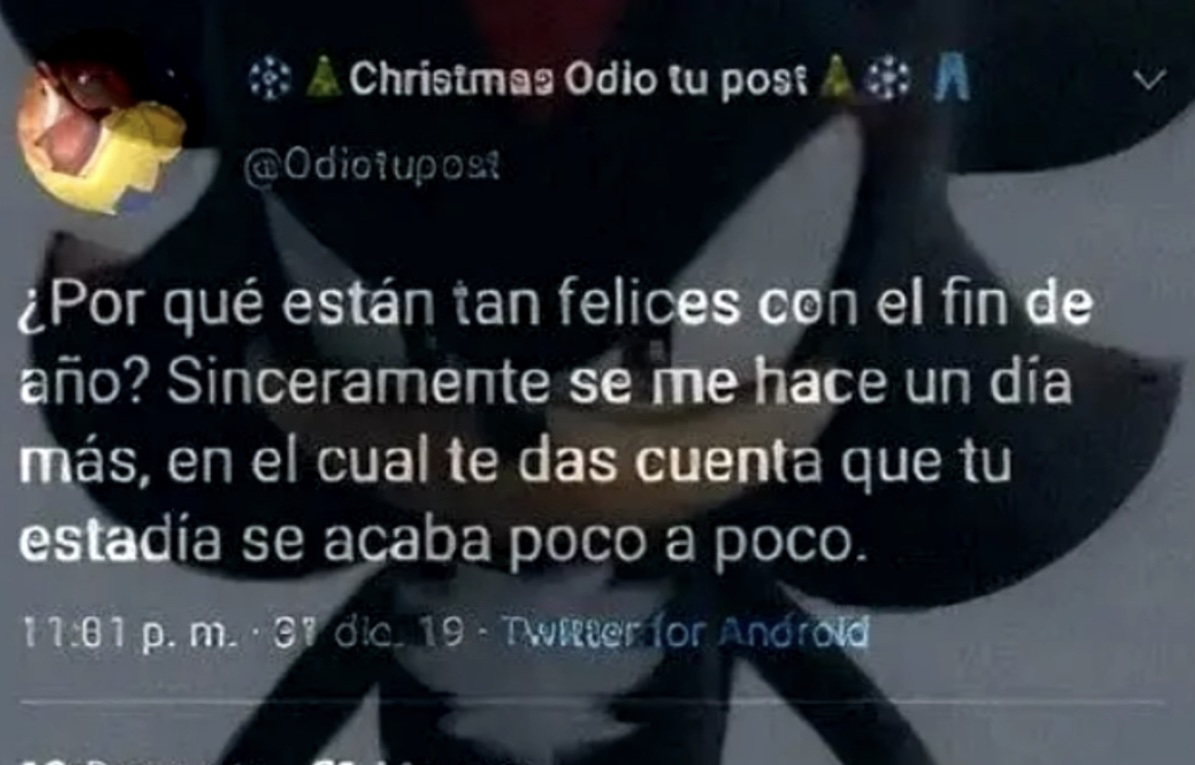 Christmas Odio tu post
@Odiotupost
¿Por qué están tan felices con el fin de
año? Sinceramente se me hace un día
más, en el cual te das cuenta que tu
estadía se acaba poco a poco.
p. m. · 31 dic. 19 · Twitter for Android